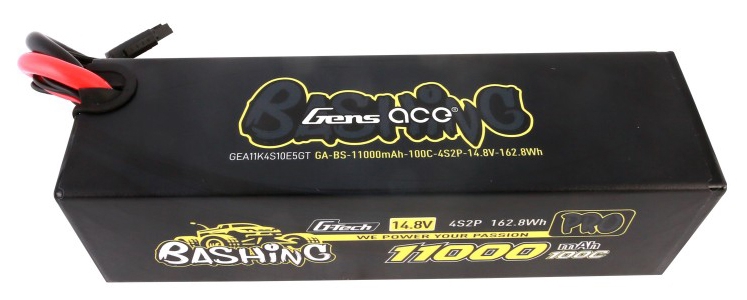 BASHING
Gens ace®
GEA11K4S10E5GT GA-BS-11000mAh-100C-4S2P-14.8V-162.8Wh
G-Tech 14.8V 4S2P 162.8Wh PRO
WE POWER YOUR PASSION
BASHING 11000 mAh
100C